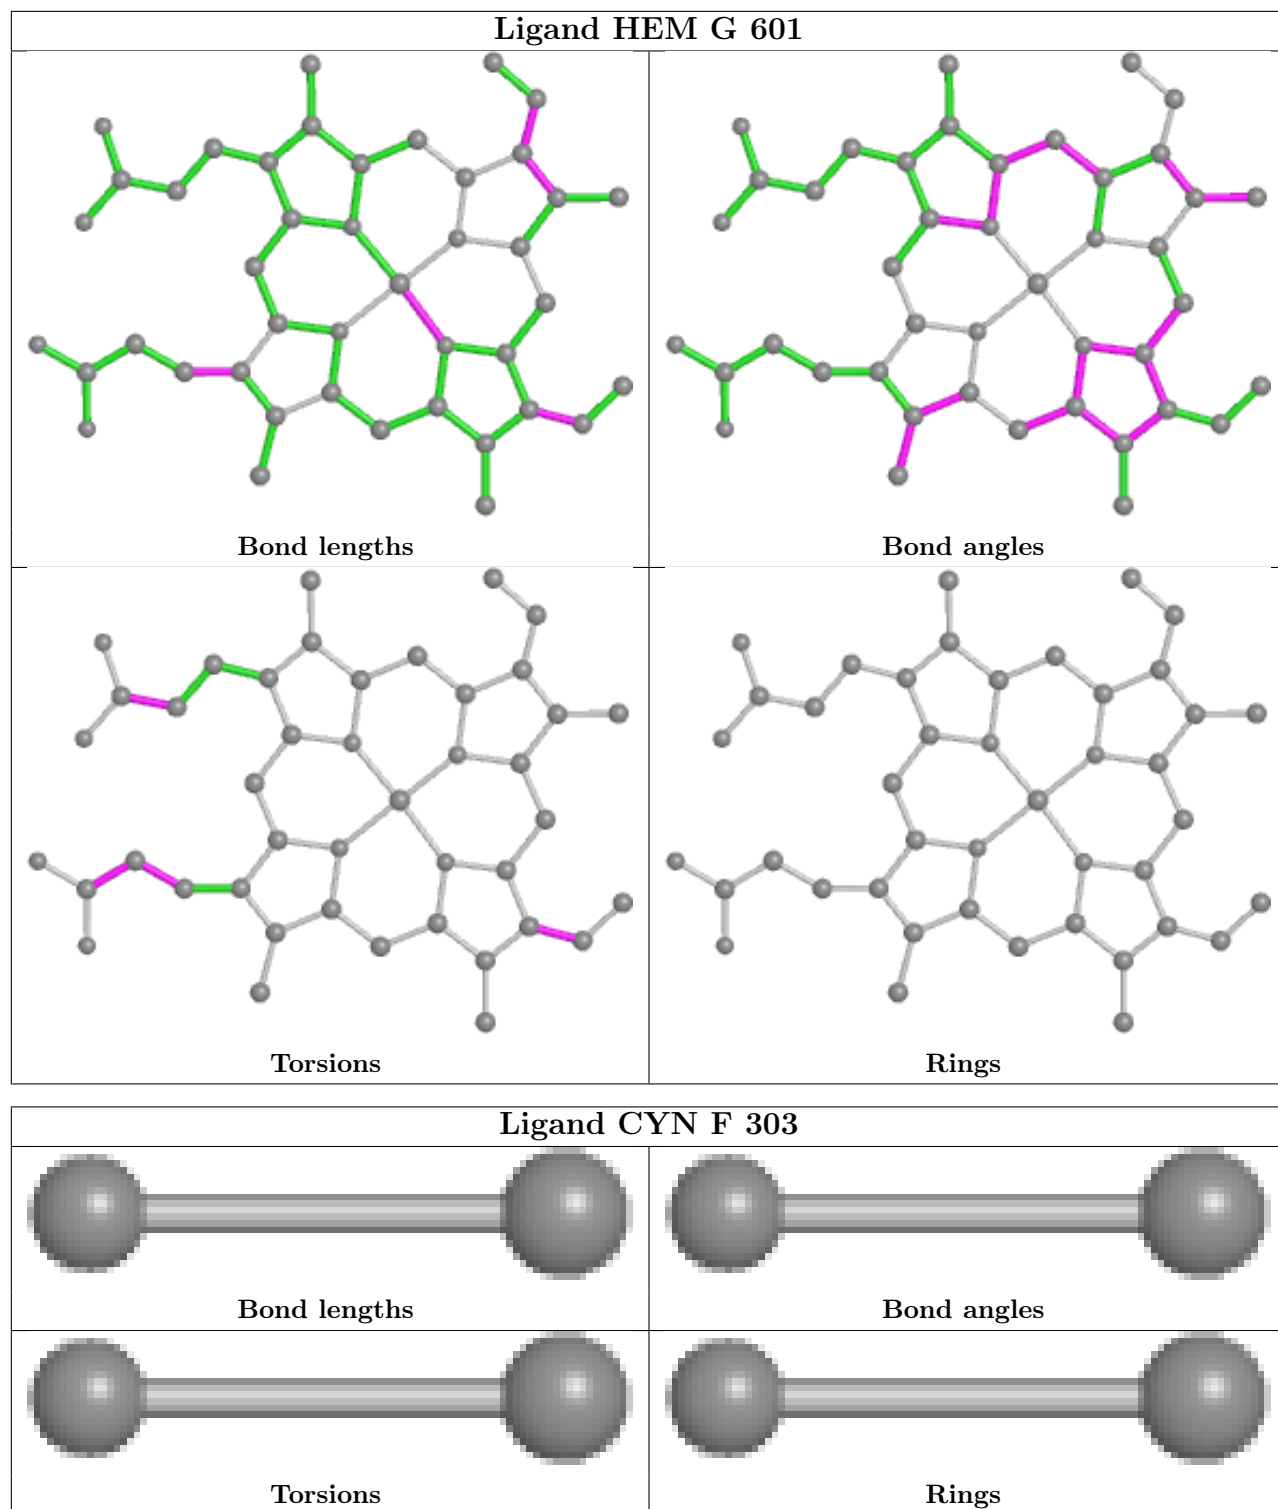 Ligand HEM G 601
Bond lengths
Bond angles
Torsions
Rings
Ligand CYN F 303
Bond lengths
Bond angles
Torsions
Rings